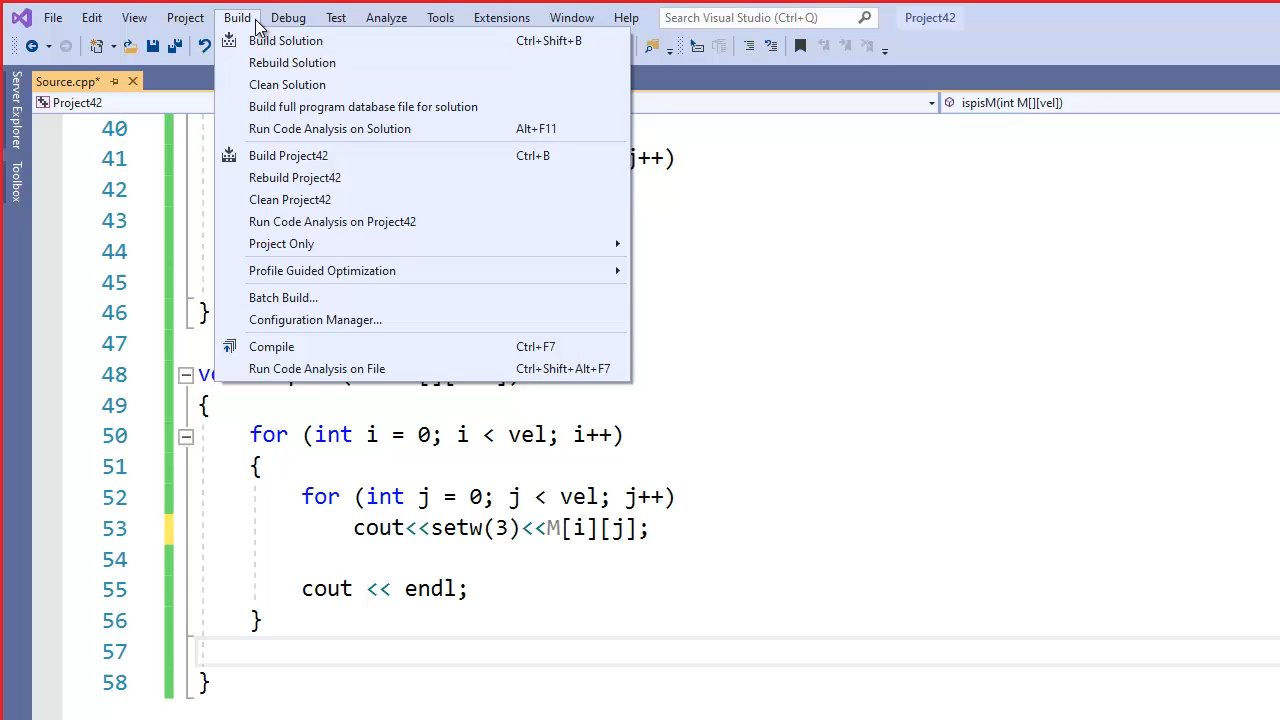 File Edit View Project Build Debug Test Analyze Tools Extensions Window Help Search Visual Studio (Ctrl+Q) Project42
Server Explorer
Toolbox
Source.cpp*
Project42
ispisM(int M[][vel])
Build Solution Ctrl+Shift+B
Rebuild Solution
Clean Solution
Build full program database file for solution
Run Code Analysis on Solution Alt+F11
Build Project42 Ctrl+B
Rebuild Project42
Clean Project42
Run Code Analysis on Project42
Project Only
Profile Guided Optimization
Batch Build...
Configuration Manager...
Compile Ctrl+F7
Run Code Analysis on File Ctrl+Shift+Alt+F7
40
41 j++)
42
43
44
45
46 }
47
48
49 {
50 for (int i = 0; i < vel; i++)
51 {
52 for (int j = 0; j < vel; j++)
53 cout<<setw(3)<<M[i][j];
54
55 cout << endl;
56 }
57
58 }